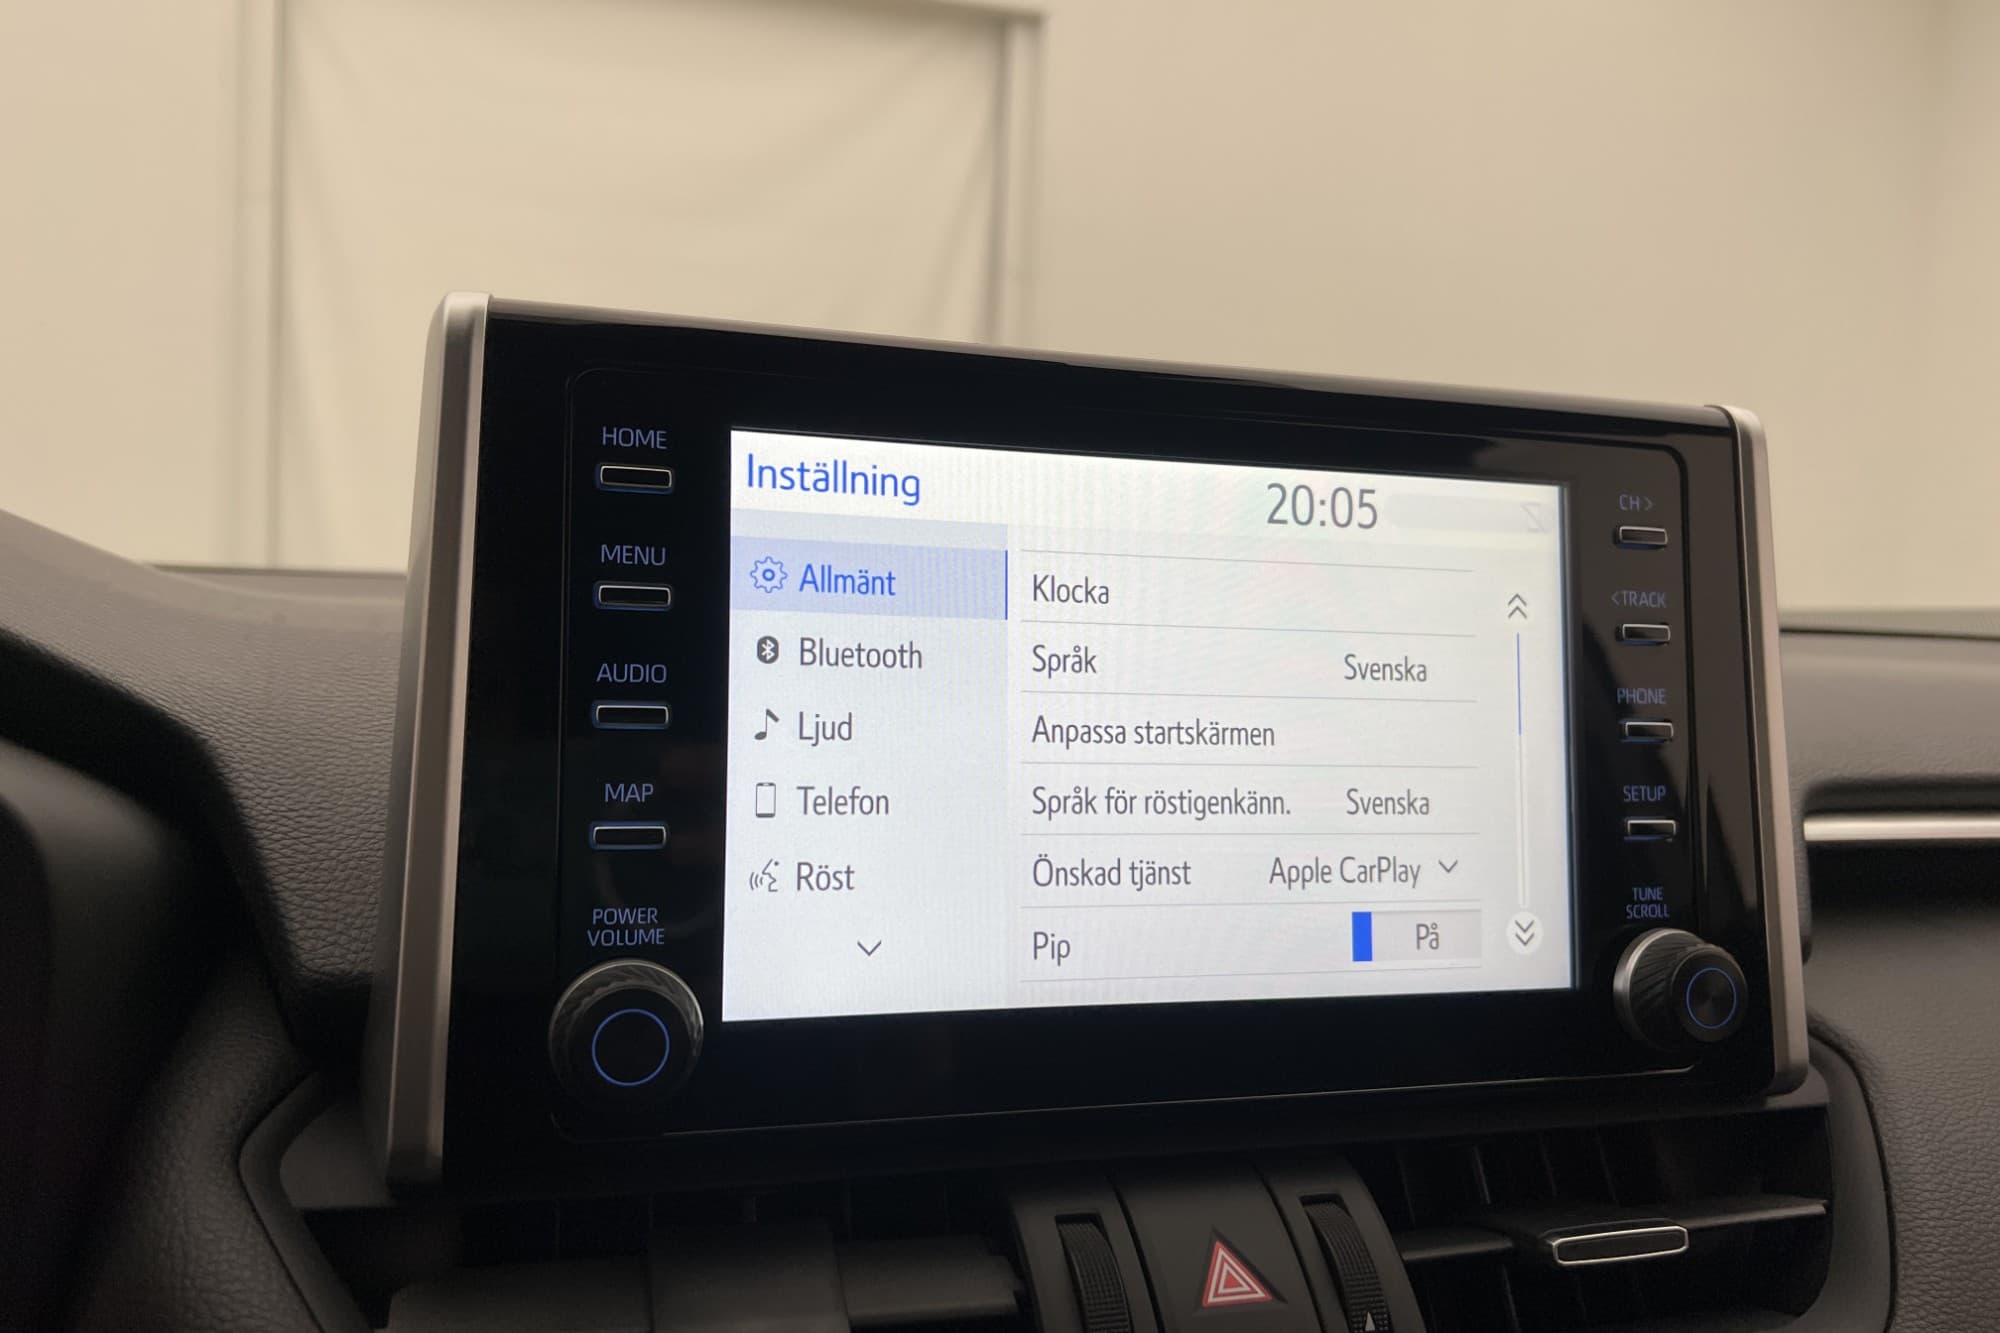 HOME
MENU
AUDIO
MAP
POWER
VOLUME
Inställning
20:05
Allmänt
Bluetooth
Ljud
Telefon
Röst
Klocka
Språk Svenska
Anpassa startskärmen
Språk för röstigenkänn. Svenska
Önskad tjänst Apple CarPlay
Pip På
CH >
< TRACK
PHONE
SETUP
TUNE
SCROLL